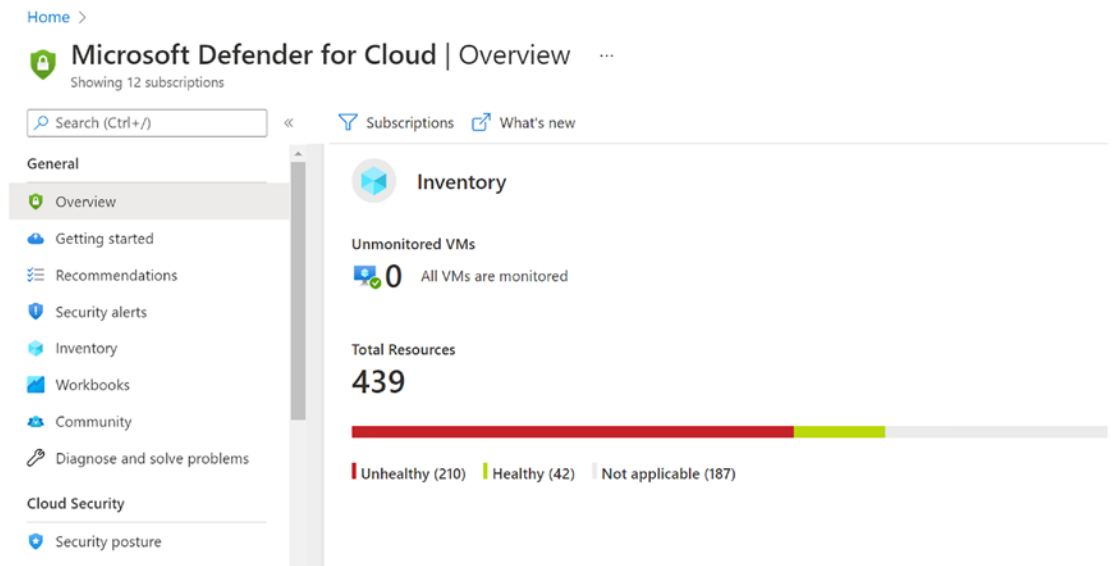 Home >
Microsoft Defender for Cloud | Overview ...
Showing 12 subscriptions
Search (Ctrl+/)
«
Subscriptions
What's new
General
Overview
Getting started
Recommendations
Security alerts
Inventory
Workbooks
Community
Diagnose and solve problems
Cloud Security
Security posture
Inventory
Unmonitored VMs
0 All VMs are monitored
Total Resources
439
Unhealthy (210) Healthy (42) Not applicable (187)